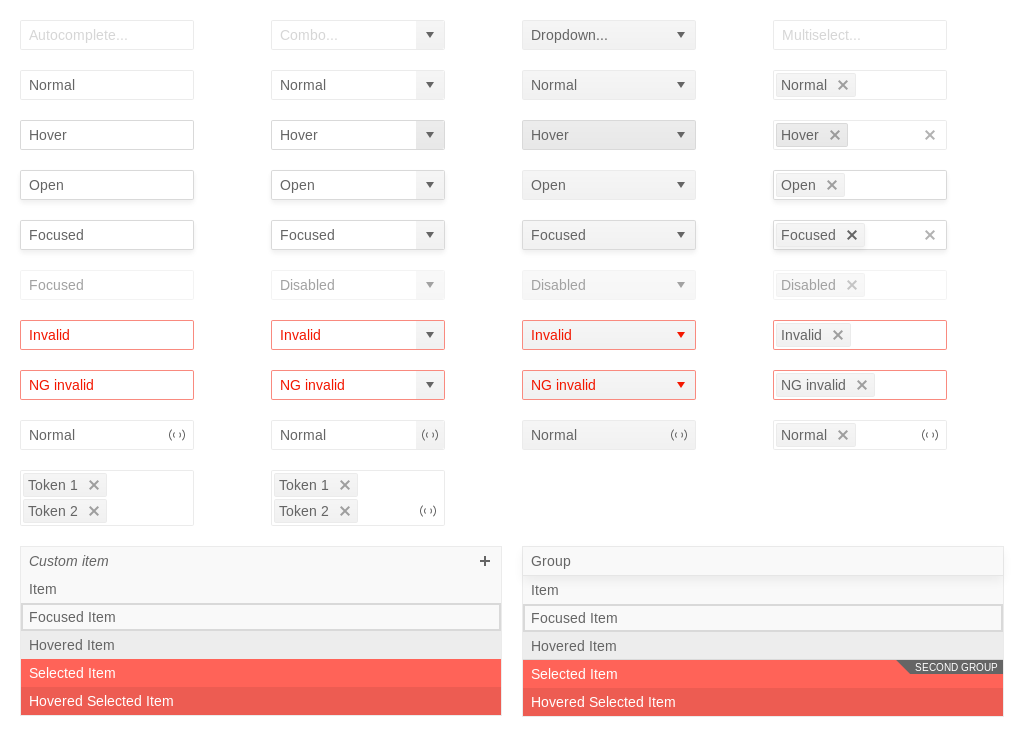 Autocomplete... Combo... Dropdown... Multiselect...
Normal Normal Normal Normal
Hover Hover Hover Hover
Open Open Open Open
Focused Focused Focused Focused
Focused Disabled Disabled Disabled
Invalid Invalid Invalid Invalid
NG invalid NG invalid NG invalid NG invalid
Normal Normal Normal Normal
Token 1 Token 1
Token 2 Token 2
Custom item
Item
Focused Item
Hovered Item
Selected Item
Hovered Selected Item
Group
Item
Focused Item
Hovered Item
Selected Item SECOND GROUP
Hovered Selected Item